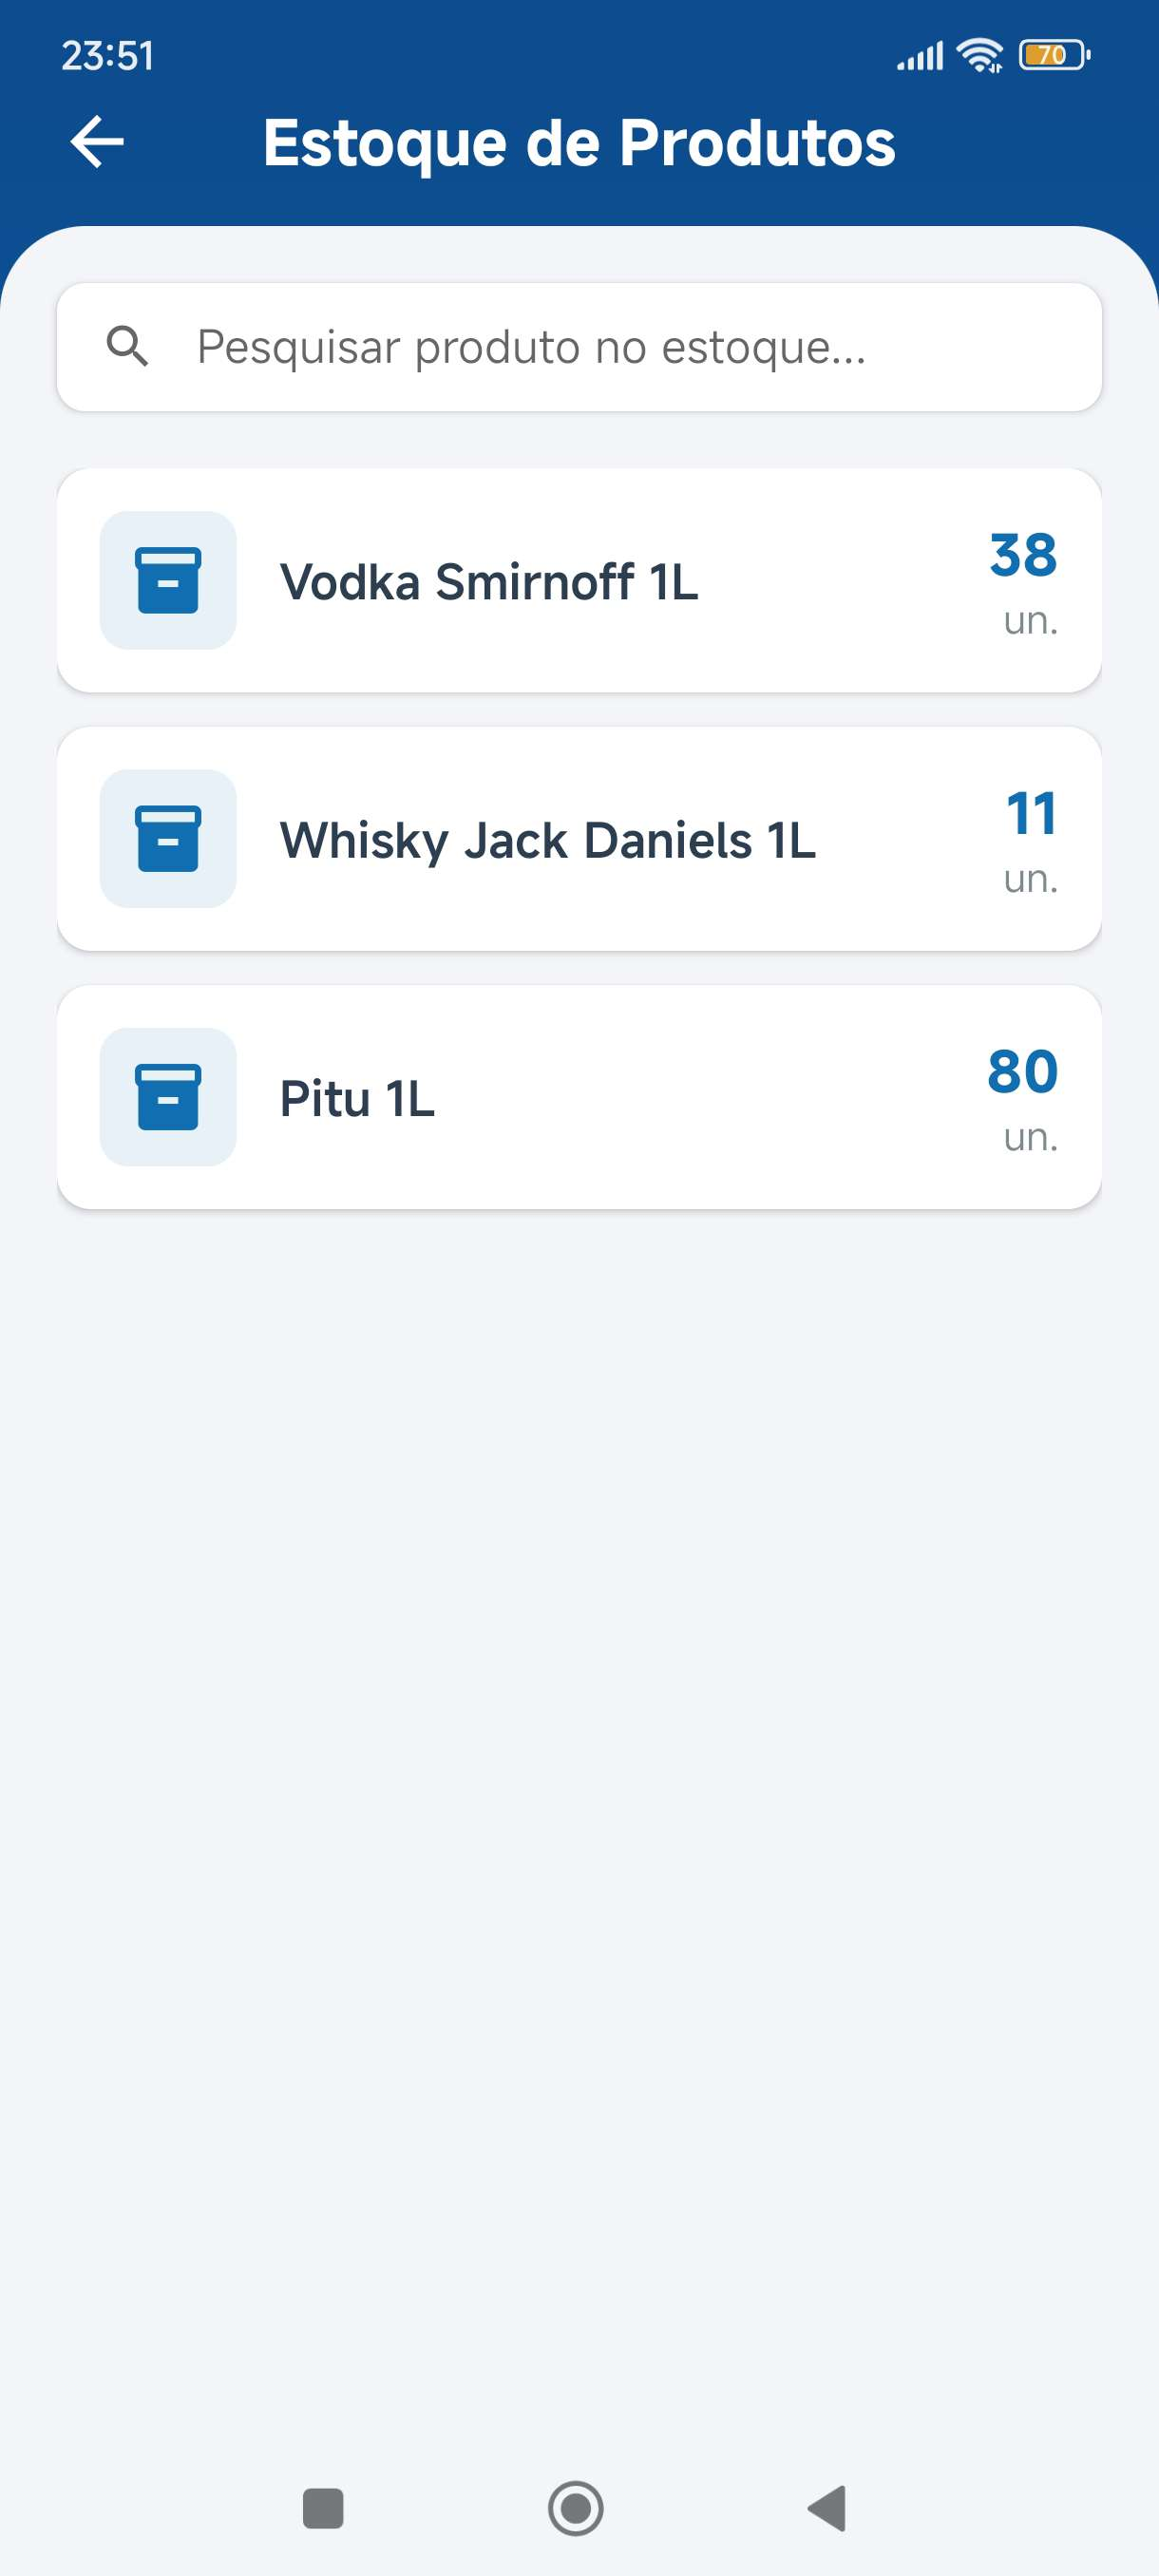 23:51
70
Estoque de Produtos
Pesquisar produto no estoque...
Vodka Smirnoff 1L
38
un.
Whisky Jack Daniels 1L
11
un.
Pitu 1L
80
un.